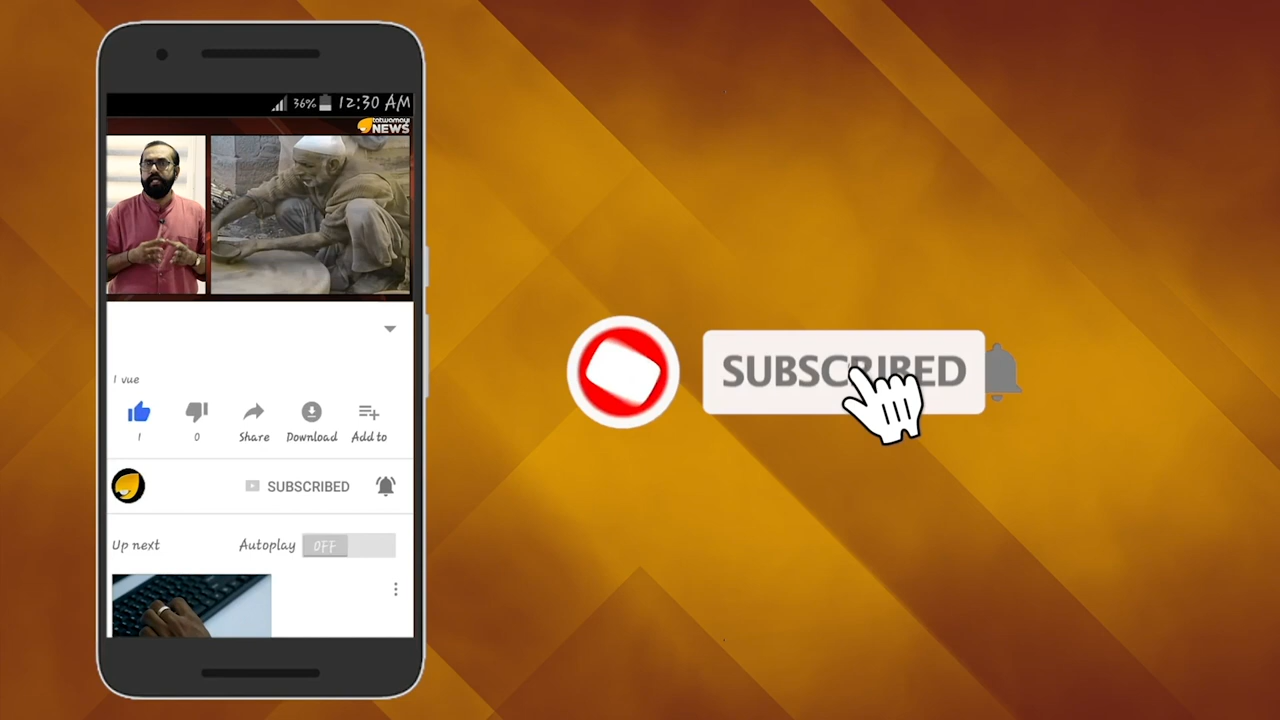 36% 12:30 AM
tatwamayi
NEWS
1 vue
1
0
Share
Download
Add to
SUBSCRIBED
Up next
Autoplay
OFF
SUBSCRIBED